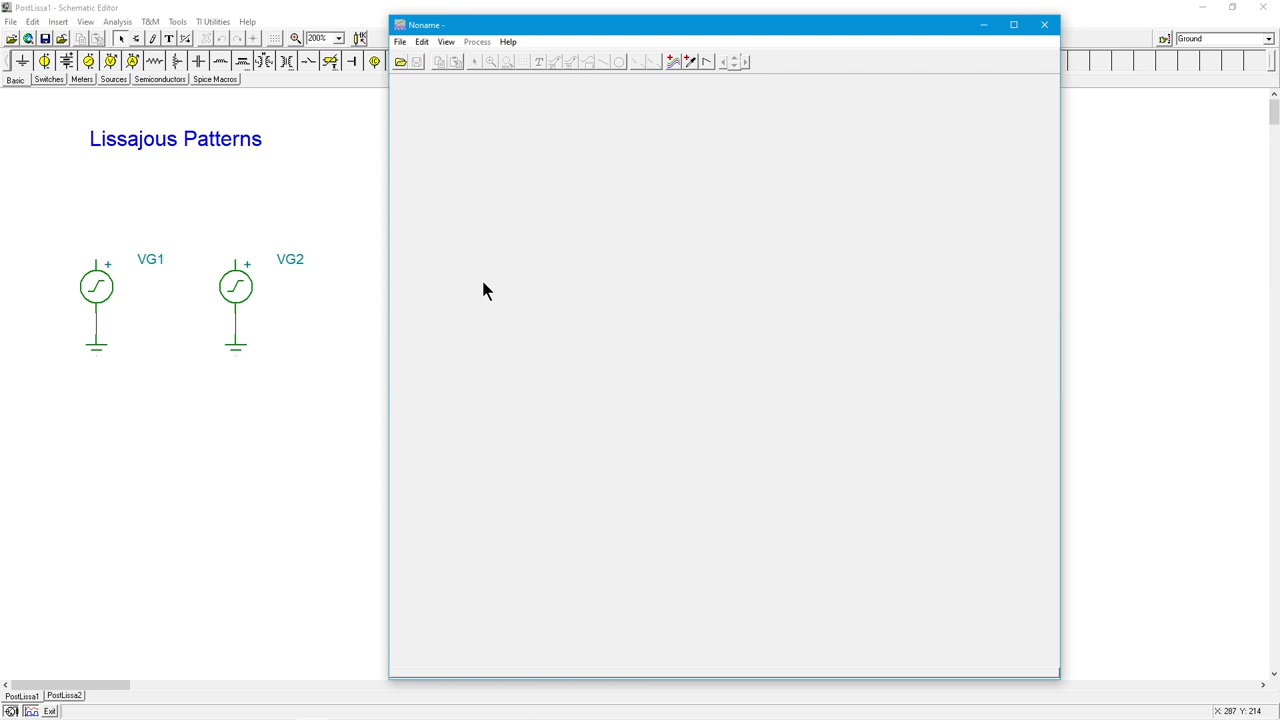 PostLissa1 - Schematic Editor
File Edit Insert View Analysis T&M Tools TI Utilities Help
200%
Ground
Basic Switches Meters Sources Semiconductors Spice Macros
Noname -
File Edit View Process Help
Lissajous Patterns
VG1
VG2
PostLissa1 PostLissa2
Exit
X: 287 Y: 214